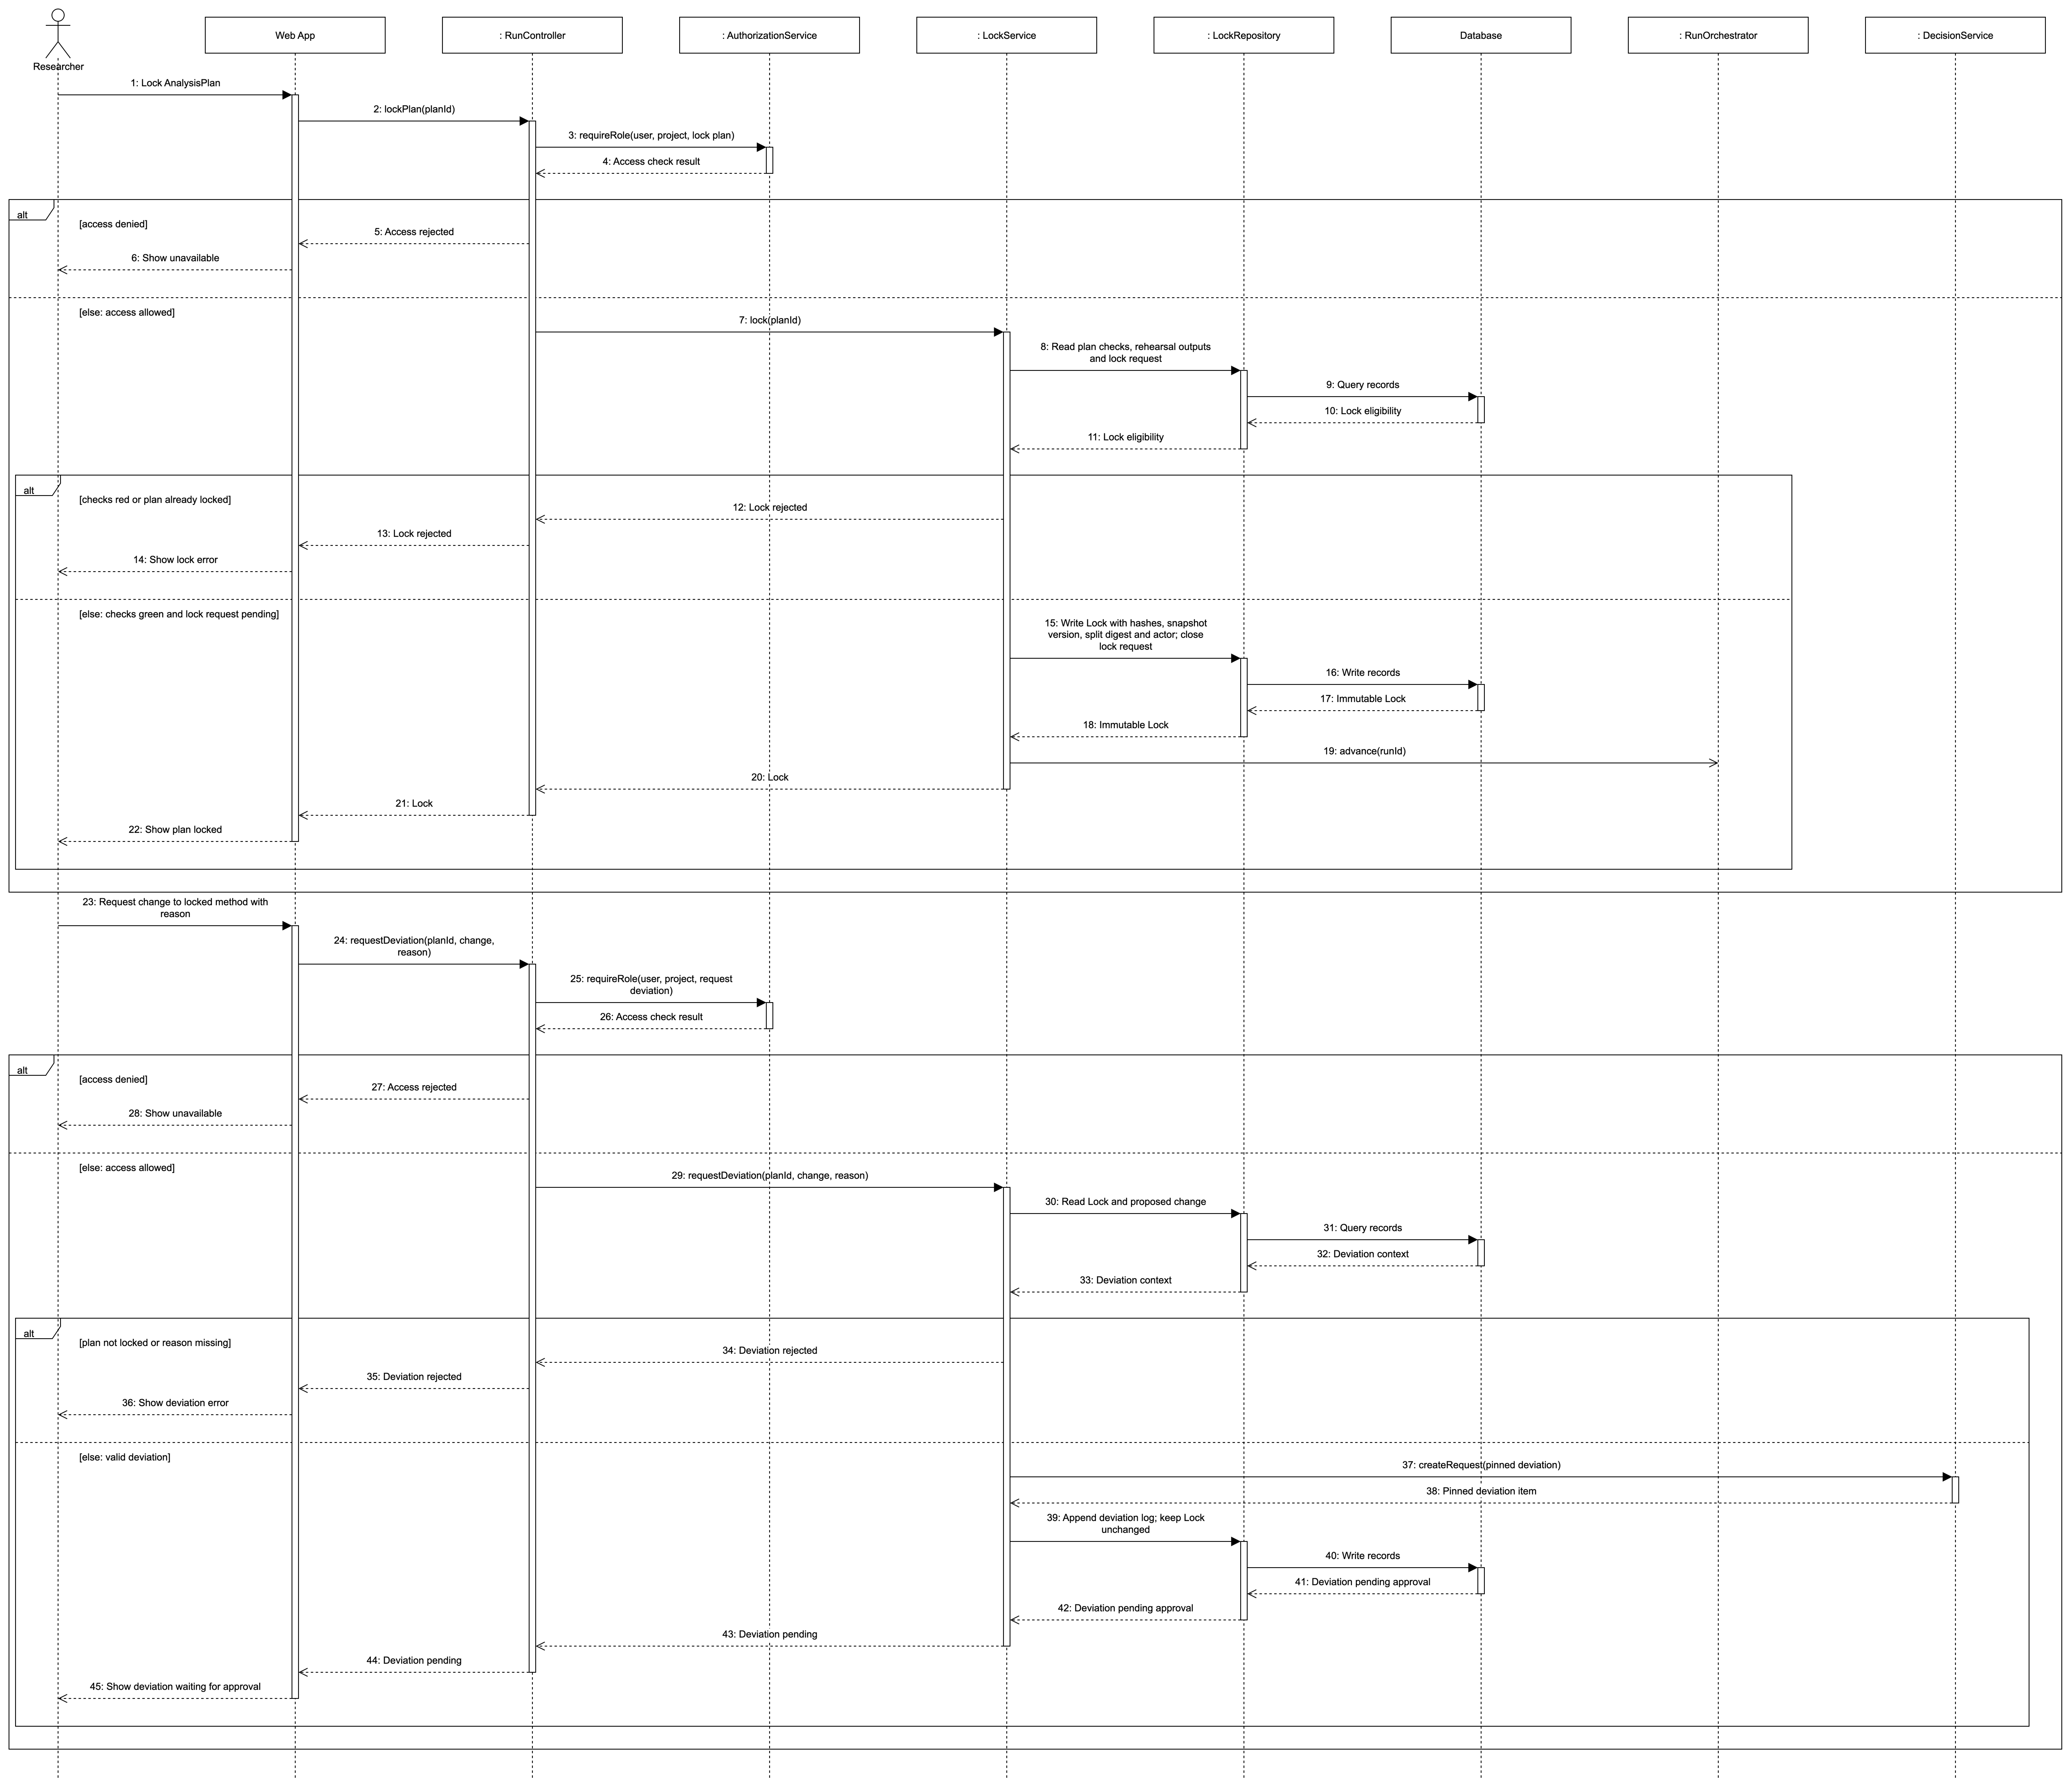 Researcher
Web App
: RunController
: AuthorizationService
: LockService
: LockRepository
Database
: RunOrchestrator
: DecisionService
1: Lock AnalysisPlan
2: lockPlan(planId)
3: requireRole(user, project, lock plan)
4: Access check result
alt
[access denied]
5: Access rejected
6: Show unavailable
[else: access allowed]
7: lock(planId)
8: Read plan checks, rehearsal outputs
and lock request
9: Query records
10: Lock eligibility
11: Lock eligibility
alt
[checks red or plan already locked]
12: Lock rejected
13: Lock rejected
14: Show lock error
[else: checks green and lock request pending]
15: Write Lock with hashes, snapshot
version, split digest and actor; close
lock request
16: Write records
17: Immutable Lock
18: Immutable Lock
19: advance(runId)
20: Lock
21: Lock
22: Show plan locked
23: Request change to locked method with
reason
24: requestDeviation(planId, change,
reason)
25: requireRole(user, project, request
deviation)
26: Access check result
alt
[access denied]
27: Access rejected
28: Show unavailable
[else: access allowed]
29: requestDeviation(planId, change, reason)
30: Read Lock and proposed change
31: Query records
32: Deviation context
33: Deviation context
alt
[plan not locked or reason missing]
34: Deviation rejected
35: Deviation rejected
36: Show deviation error
[else: valid deviation]
37: createRequest(pinned deviation)
38: Pinned deviation item
39: Append deviation log; keep Lock
unchanged
40: Write records
41: Deviation pending approval
42: Deviation pending approval
43: Deviation pending
44: Deviation pending
45: Show deviation waiting for approval